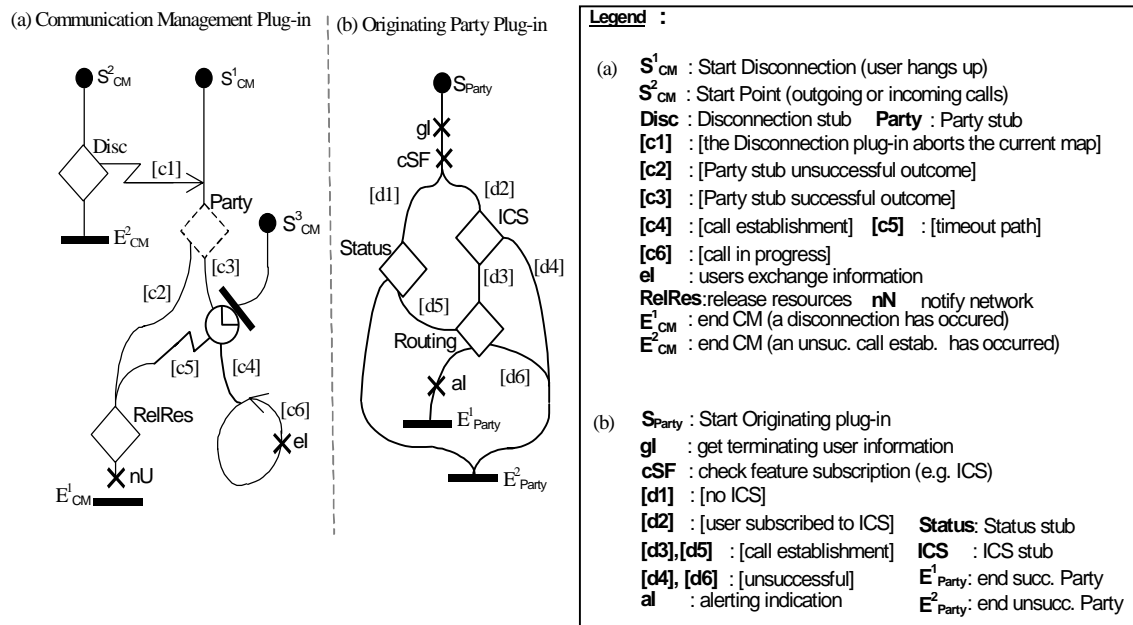 (a) Communication Management Plug-in
S²CM
S¹CM
Disc
[c1]
Party
E²CM
S³CM
[c3]
[c2]
[c5]
[c4]
RelRes
[c6]
eI
nU
E¹CM
(b) Originating Party Plug-in
SParty
gI
cSF
[d1]
[d2]
ICS
Status
[d3]
[d4]
[d5]
Routing
[d6]
aI
E¹Party
E²Party
Legend :
(a) S¹CM : Start Disconnection (user hangs up)
S²CM : Start Point (outgoing or incoming calls)
Disc : Disconnection stub Party : Party stub
[c1] : [the Disconnection plug-in aborts the current map]
[c2] : [Party stub unsuccessful outcome]
[c3] : [Party stub successful outcome]
[c4] : [call establishment] [c5] : [timeout path]
[c6] : [call in progress]
eI : users exchange information
RelRes:release resources nN notify network
E¹CM : end CM (a disconnection has occured)
E²CM : end CM (an unsuc. call estab. has occurred)
(b) SParty : Start Originating plug-in
gI : get terminating user information
cSF : check feature subscription (e.g. ICS)
[d1] : [no ICS]
[d2] : [user subscribed to ICS] Status: Status stub
[d3],[d5] : [call establishment] ICS : ICS stub
[d4], [d6] : [unsuccessful] E¹Party: end succ. Party
aI : alerting indication E²Party: end unsucc. Party